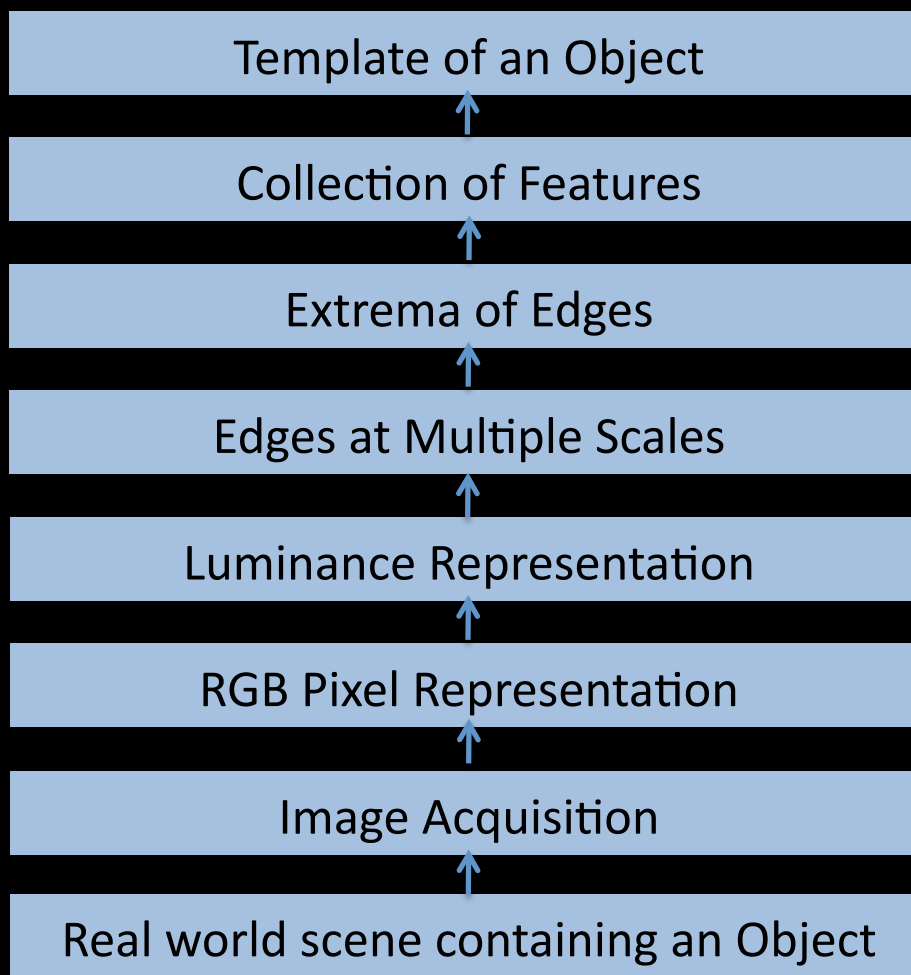 Template of an Object
Collection of Features
Extrema of Edges
Edges at Multiple Scales
Luminance Representation
RGB Pixel Representation
Image Acquisition
Real world scene containing an Object